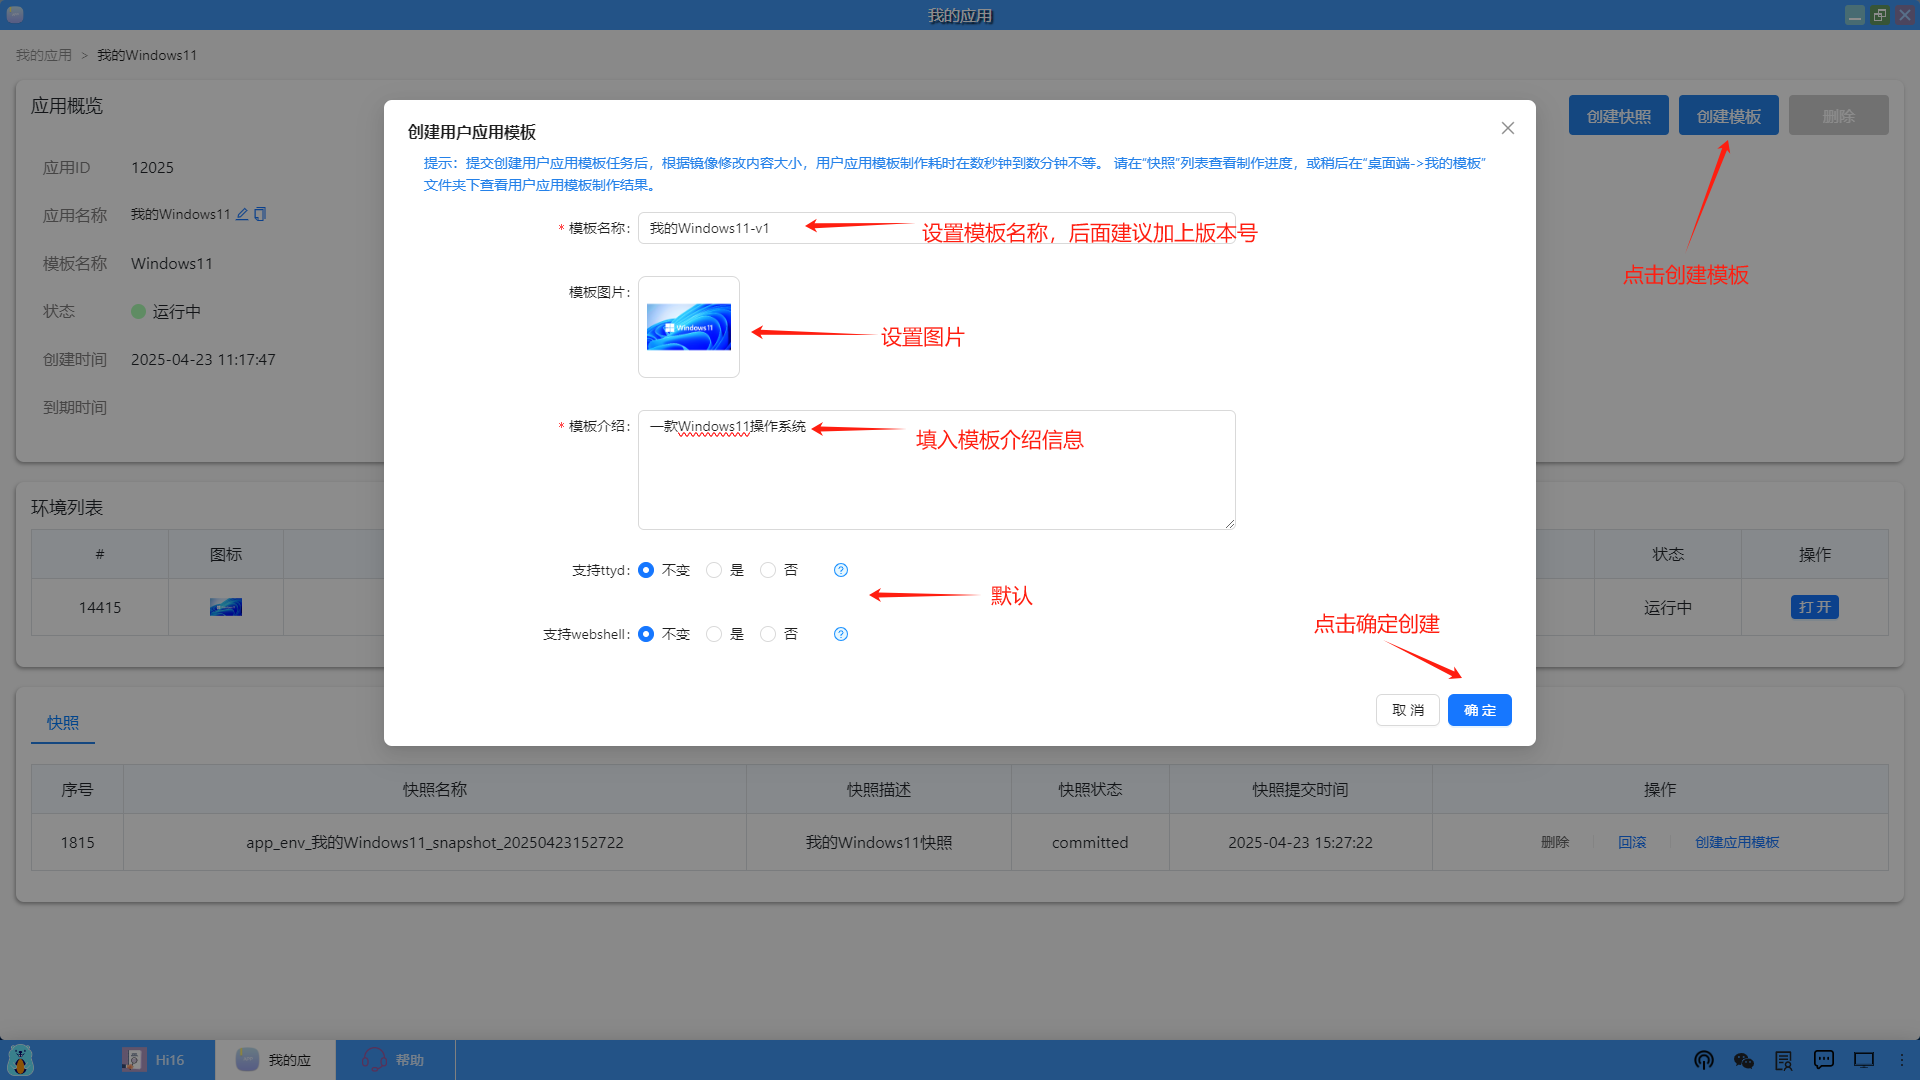 我的应用
我的应用 > 我的Windows11
应用概览
创建快照 创建模板 删除
应用ID 12025
应用名称 我的Windows11
模板名称 Windows11
状态 运行中
创建时间 2025-04-23 11:17:47
到期时间
点击创建模板
创建用户应用模板
提示：提交创建用户应用模板任务后，根据镜像修改内容大小，用户应用模板制作耗时在数秒钟到数分钟不等。 请在“快照”列表查看制作进度，或稍后在“桌面端->我的模板”
文件夹下查看用户应用模板制作结果。
* 模板名称: 我的Windows11-v1 设置模板名称，后面建议加上版本号
模板图片: Windows 11 设置图片
* 模板介绍: 一款Windows11操作系统 填入模板介绍信息
支持ttyd: 不变 是 否
默认
支持webshell: 不变 是 否
点击确定创建
取 消 确 定
环境列表
# 图标 状态 操作
14415 运行中 打 开
快照
序号 快照名称 快照描述 快照状态 快照提交时间 操作
1815 app_env_我的Windows11_snapshot_20250423152722 我的Windows11快照 committed 2025-04-23 15:27:22 删除 回滚 创建应用模板
Hi16 我的应 帮助